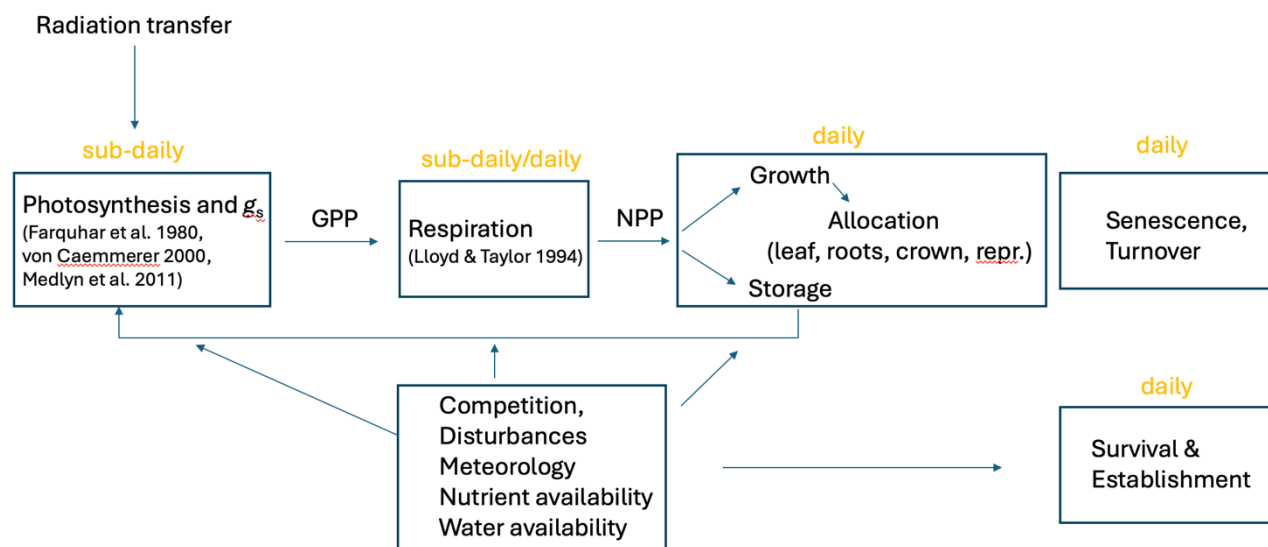 Radiation transfer
sub-daily
Photosynthesis and gs
(Farquhar et al. 1980,
von Caemmerer 2000,
Medlyn et al. 2011)
GPP
sub-daily/daily
Respiration
(Lloyd & Taylor 1994)
NPP
daily
Growth
Allocation
(leaf, roots, crown, repr.)
Storage
daily
Senescence,
Turnover
Competition,
Disturbances
Meteorology
Nutrient availability
Water availability
daily
Survival &
Establishment